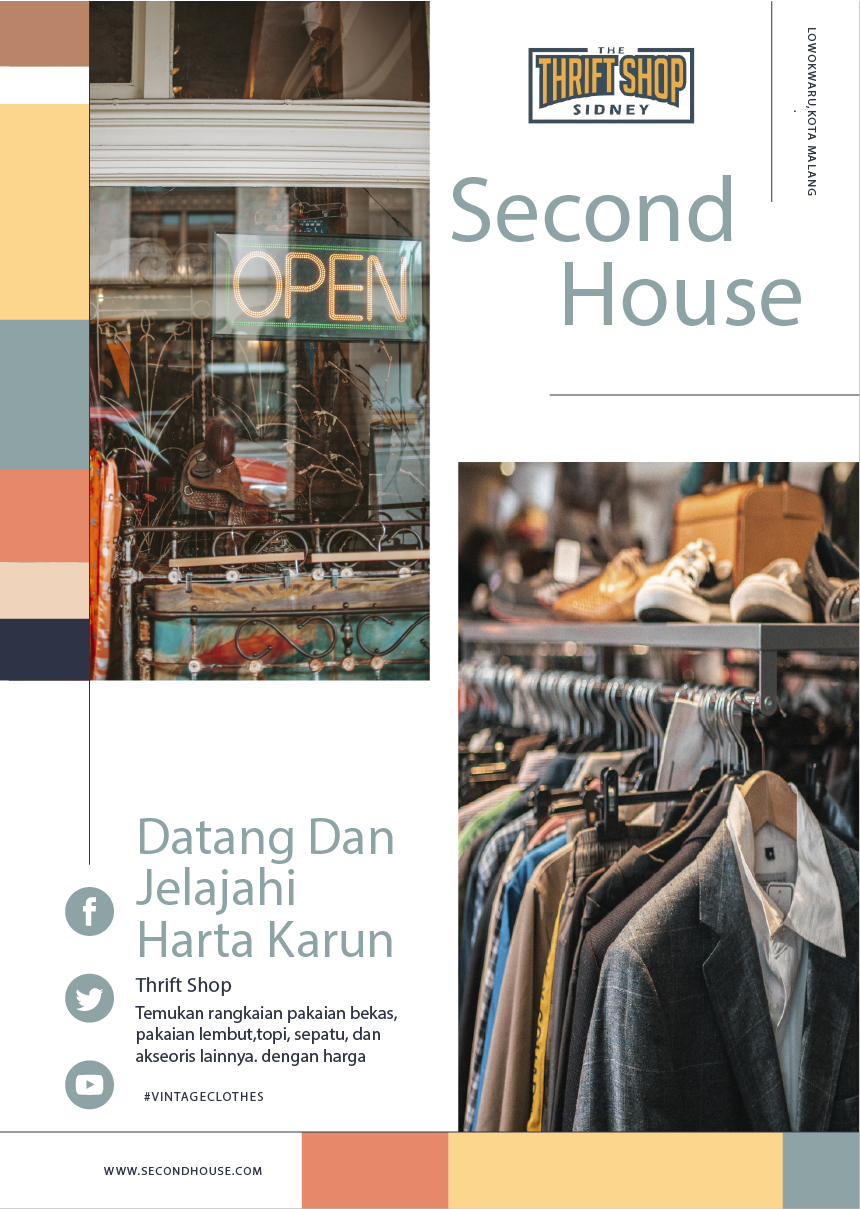 THE
THRIFT SHOP
SIDNEY
LOWOKWARU,KOTA MALANG
Second
House
OPEN
Datang Dan
Jelajahi
Harta Karun
Thrift Shop
Temukan rangkaian pakaian bekas,
pakaian lembut,topi, sepatu, dan
akseoris lainnya. dengan harga
#VINTAGECLOTHES
WWW.SECONDHOUSE.COM